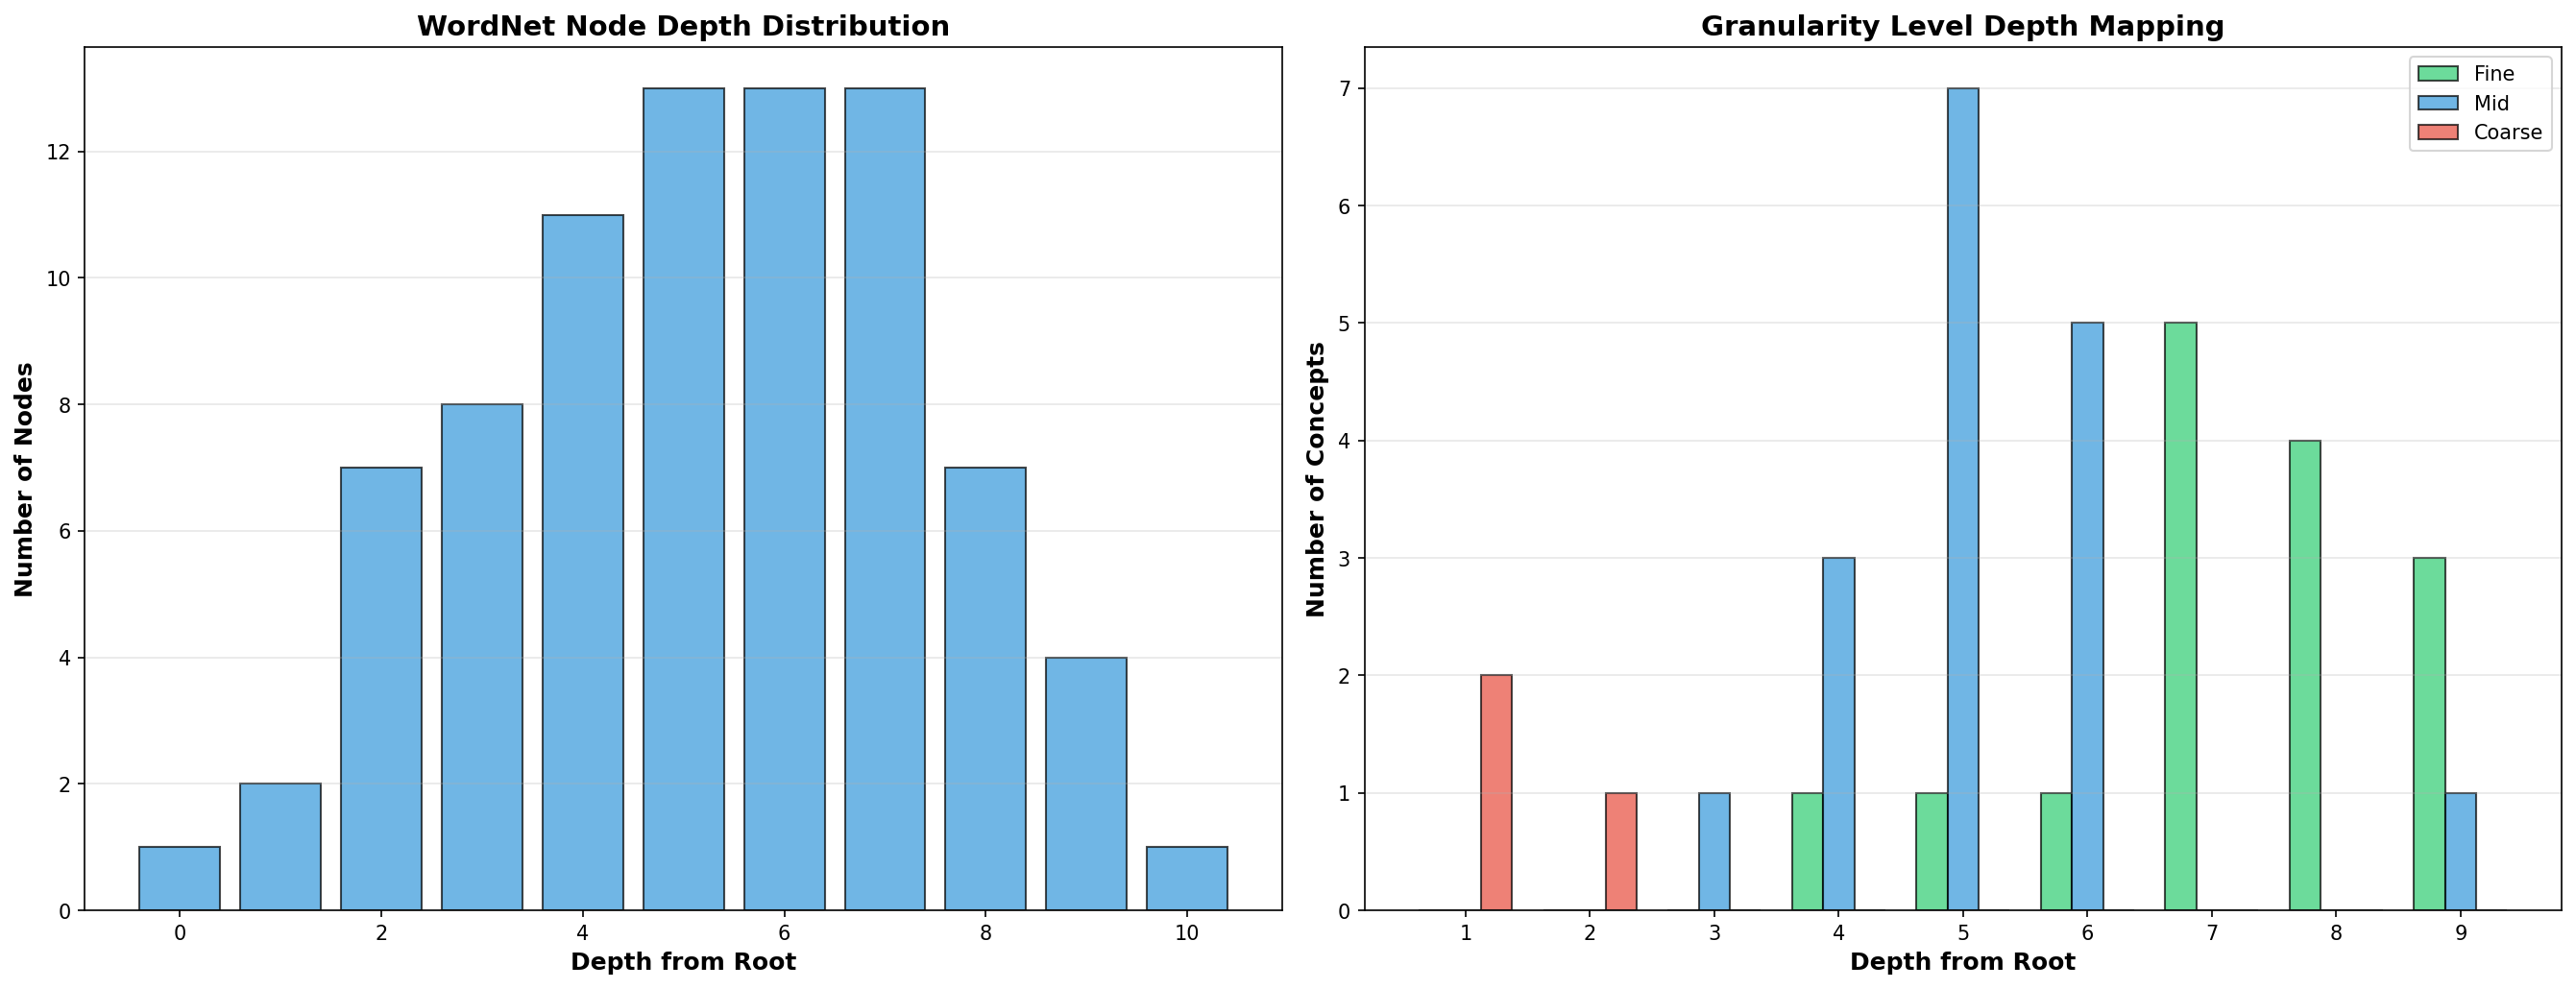 WordNet Node Depth Distribution
Number of Nodes
12
10
8
6
4
2
0
0 2 4 6 8 10
Depth from Root
Granularity Level Depth Mapping
Number of Concepts
7
6
5
4
3
2
1
0
1 2 3 4 5 6 7 8 9
Depth from Root
Fine
Mid
Coarse